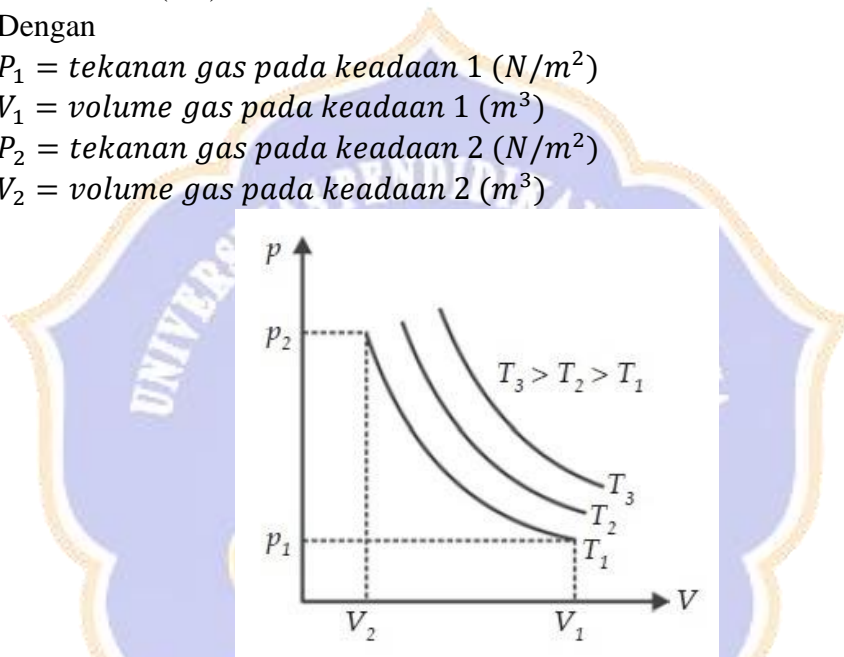 Dengan
P₁ = tekanan gas pada keadaan 1 (N/m²)
V₁ = volume gas pada keadaan 1 (m³)
P₂ = tekanan gas pada keadaan 2 (N/m²)
V₂ = volume gas pada keadaan 2 (m³)
p
p₂
T₃ > T₂ > T₁
T₃
T₂
p₁
T₁
V
V₂ V₁